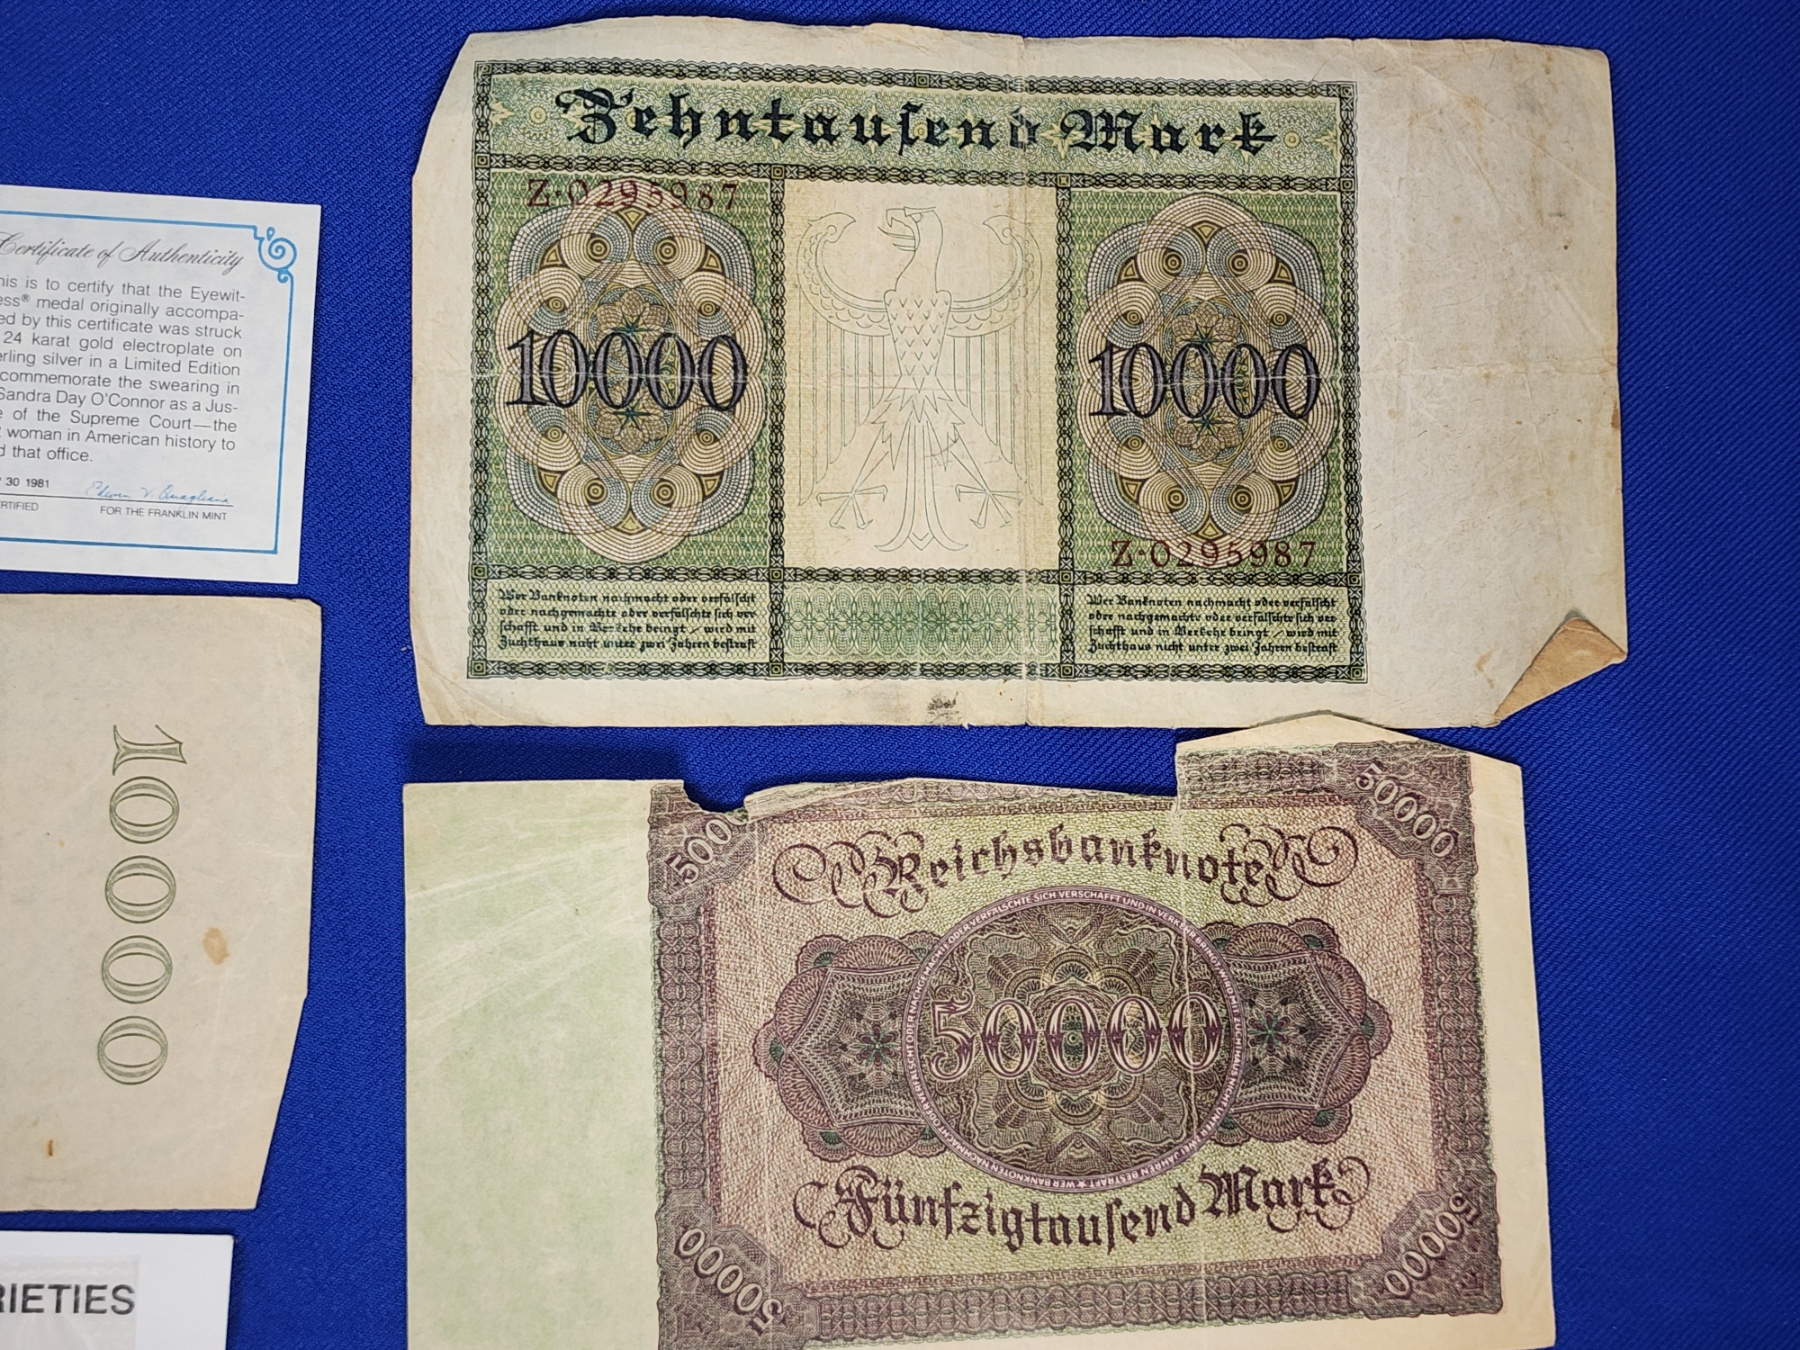 Certificate of Authenticity
his is to certify that the Eyewit-
ess® medal originally accompa-
ed by this certificate was struck
24 karat gold electroplate on
erling silver in a Limited Edition
commemorate the swearing in
Sandra Day O'Connor as a Jus-
e of the Supreme Court—the
woman in American history to
d that office.
30 1981
RTIFIED
FOR THE FRANKLIN MINT
10000
RIETIES
Zehntausend Mark
Z·0295987
10000
10000
Z·0295987
Wer Banknoten nachmacht oder verfälscht
oder nachgemachte oder verfälschte sich ver
schafft und in Verkehr bringt, wird mit
Zuchthaus nicht unter zwei Jahren bestraft
Wer Banknoten nachmacht oder verfälscht
oder nachgemachte oder verfälschte sich ver
schafft und in Verkehr bringt, wird mit
Zuchthaus nicht unter zwei Jahren bestraft
5000
50000
Reichsbanknote
50000
Fünfzigtausend Mark
50000
50000